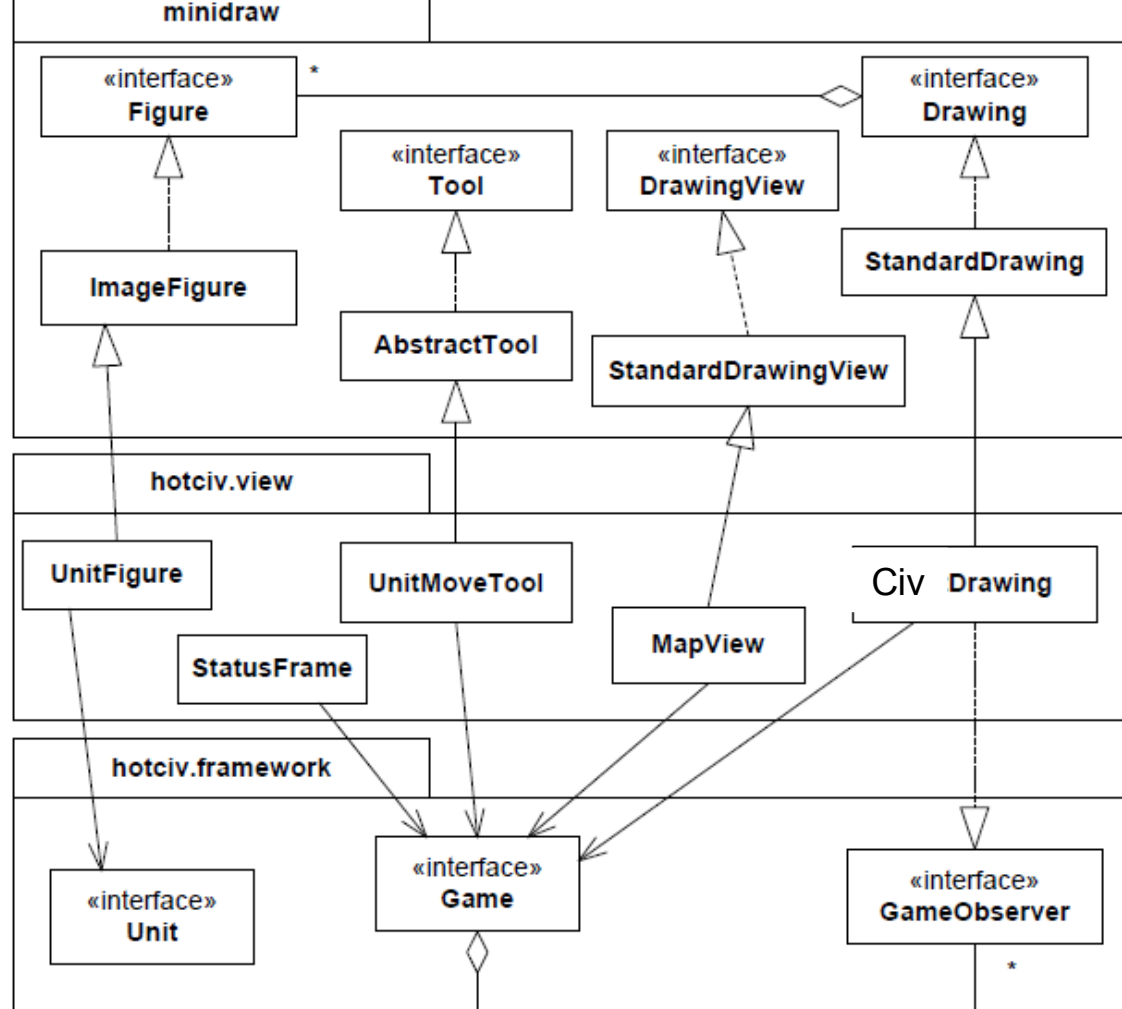 minidraw
«interface»
Figure
*
«interface»
Drawing
«interface»
Tool
«interface»
DrawingView
ImageFigure
StandardDrawing
AbstractTool
StandardDrawingView
hotciv.view
UnitFigure
UnitMoveTool
Civ Drawing
StatusFrame
MapView
hotciv.framework
«interface»
Unit
«interface»
Game
«interface»
GameObserver
*